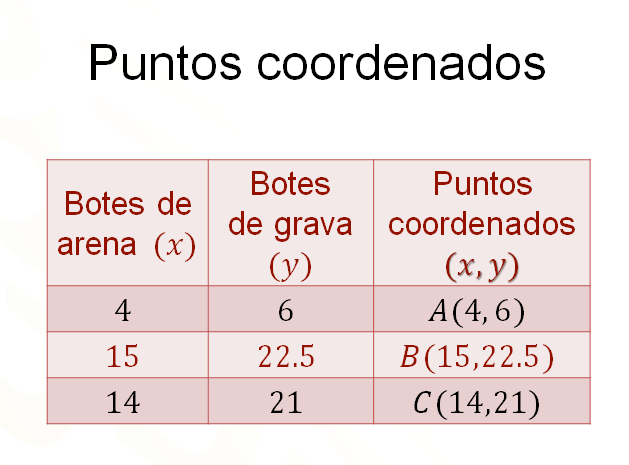 Puntos coordenados
Botes de
arena (x)
Botes
de grava
(y)
Puntos
coordenados
(x, y)
4 6 A(4, 6)
15 22.5 B(15,22.5)
14 21 C(14,21)